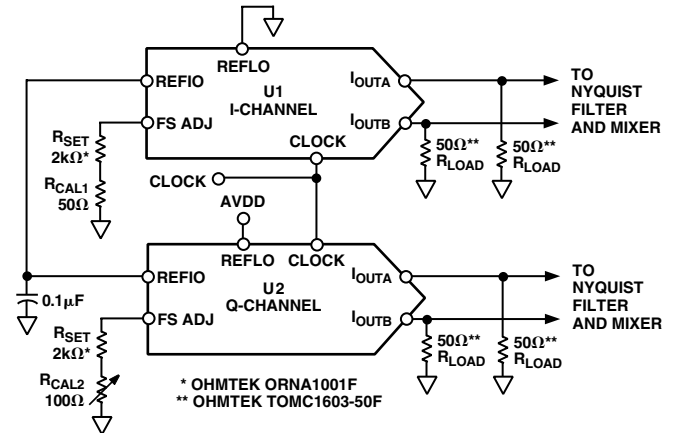 REFLO
REFIO
U1
I-CHANNEL
IOUTA
IOUTB
FS ADJ
CLOCK
TO
NYQUIST
FILTER
AND MIXER
RSET
2kΩ*
RCAL1
50Ω
50Ω**
RLOAD
50Ω**
RLOAD
CLOCK
AVDD
REFLO
CLOCK
REFIO
U2
Q-CHANNEL
IOUTA
IOUTB
FS ADJ
TO
NYQUIST
FILTER
AND MIXER
0.1µF
RSET
2kΩ*
RCAL2
100Ω
50Ω**
RLOAD
50Ω**
RLOAD
* OHMTEK ORNA1001F
** OHMTEK TOMC1603-50F